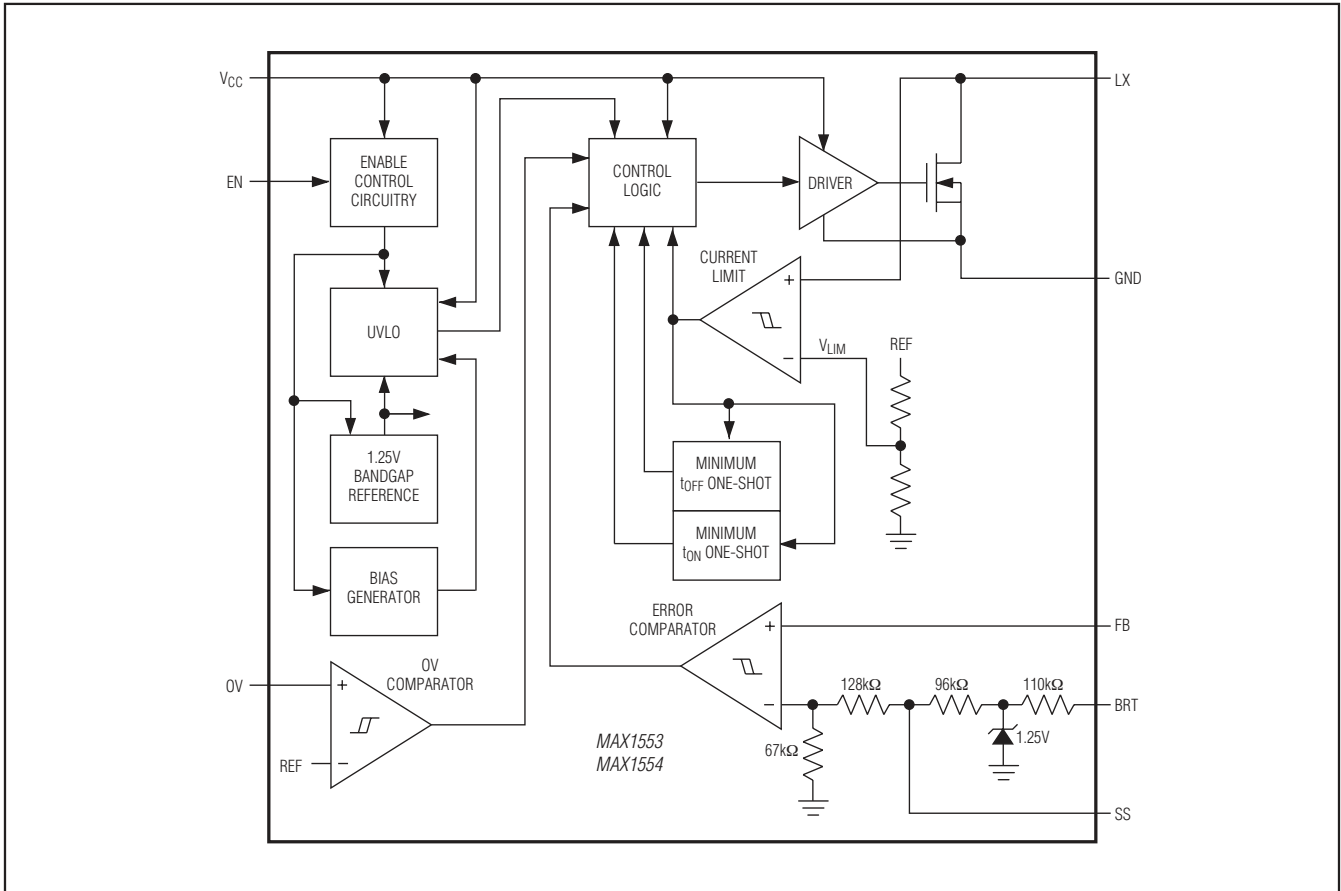 VCC
LX
ENABLE
CONTROL
CIRCUITRY
EN
CONTROL
LOGIC
DRIVER
CURRENT
LIMIT
+
−
GND
UVLO
VLIM
REF
1.25V
BANDGAP
REFERENCE
MINIMUM
tOFF ONE-SHOT
MINIMUM
tON ONE-SHOT
BIAS
GENERATOR
ERROR
COMPARATOR
+
−
FB
OV
OV
COMPARATOR
+
−
REF
128kΩ
96kΩ
110kΩ
BRT
67kΩ
1.25V
MAX1553
MAX1554
SS